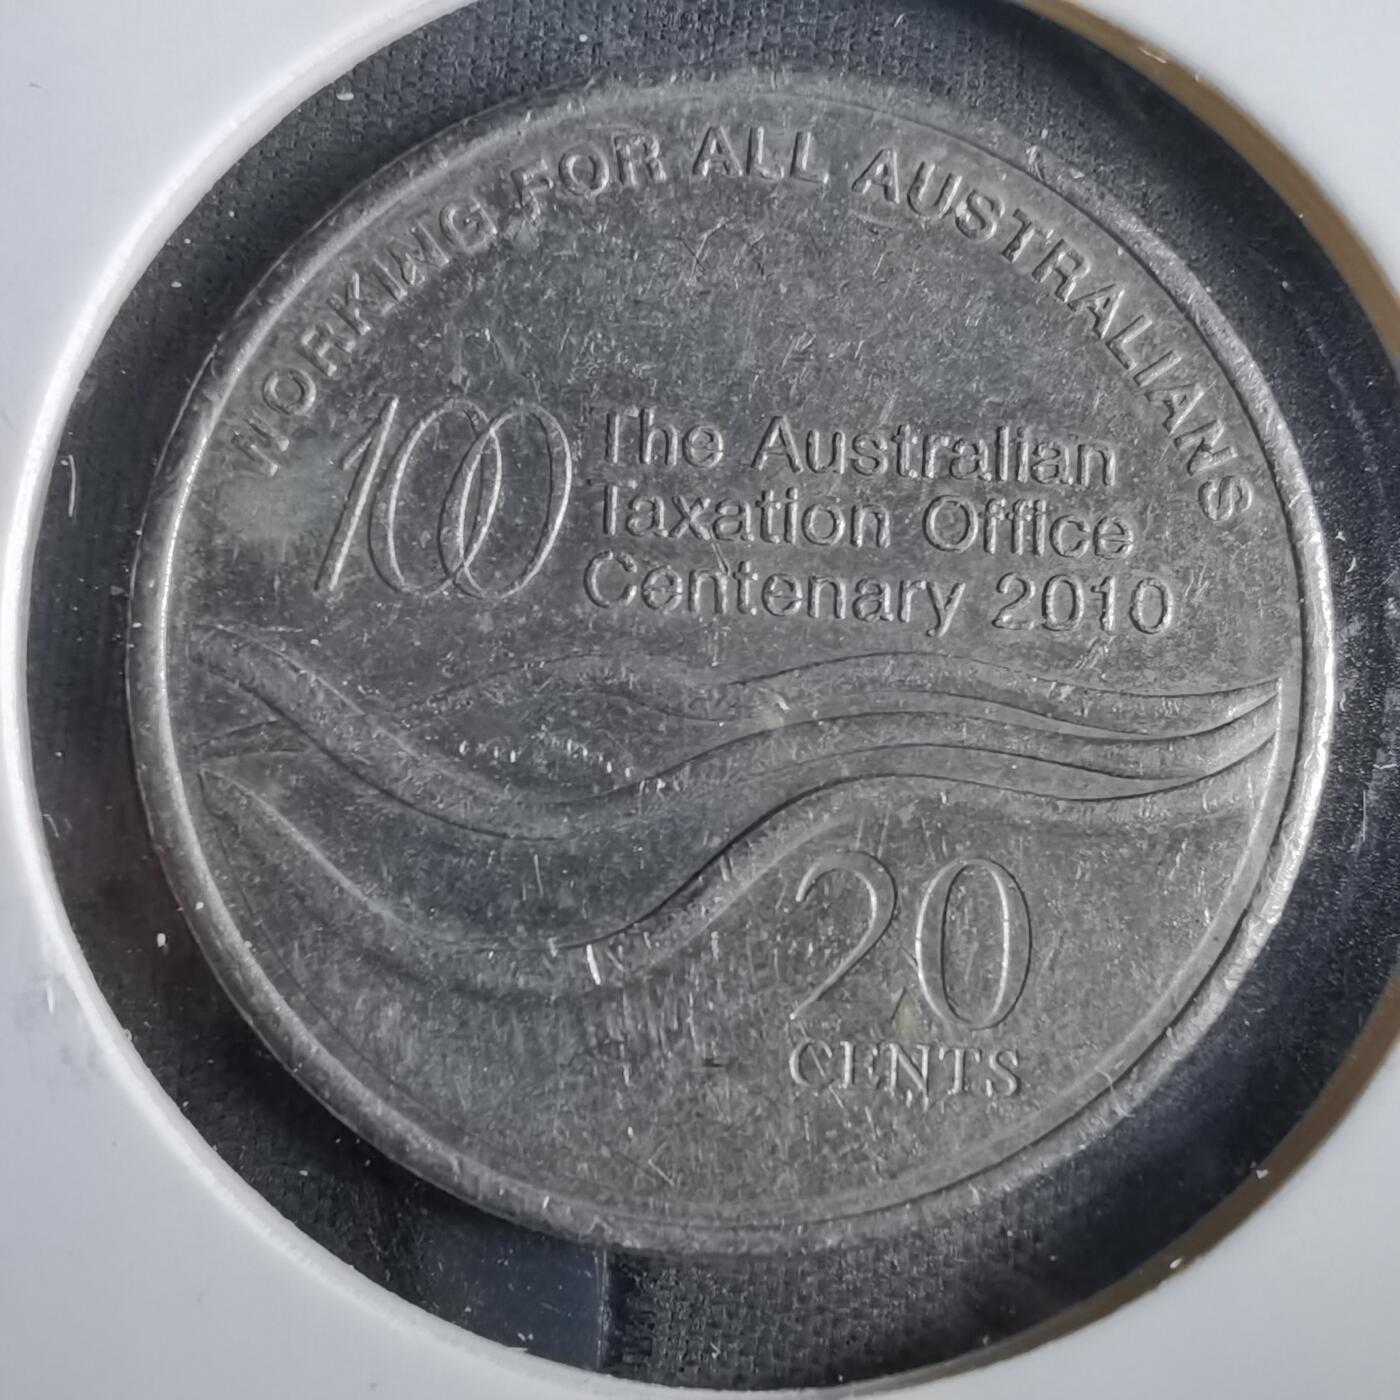 WORKING FOR ALL AUSTRALIANS
100
The Australian
Taxation Office
Centenary 2010
20
CENTS